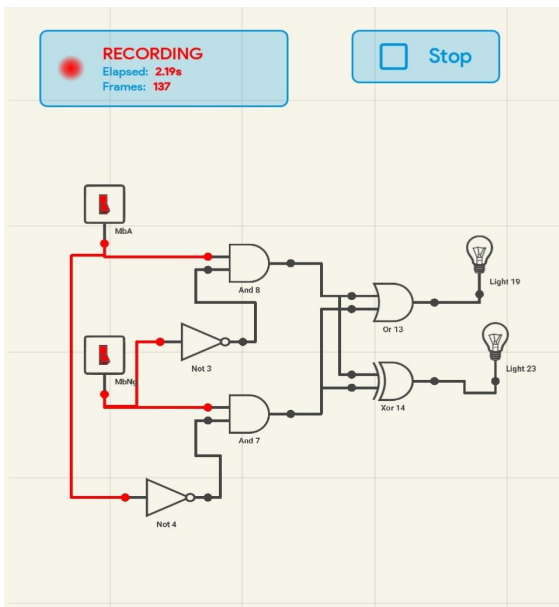 RECORDING
Elapsed: 2.19s
Frames: 137
Stop
MbA
And 8
Light 19
Or 13
MbNg
Not 3
Light 23
Xor 14
And 7
Not 4